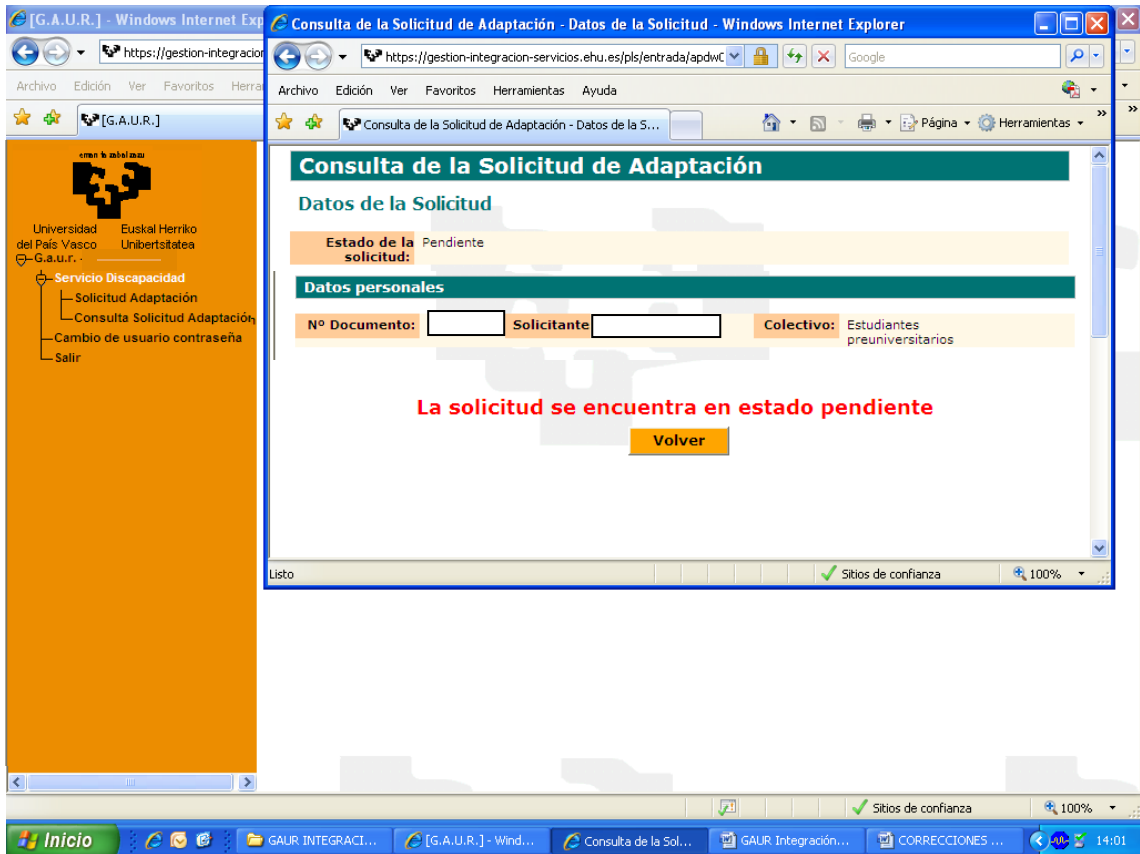 [G.A.U.R.] - Windows Internet Exp
https://gestion-integracion
Archivo Edición Ver Favoritos Herra
[G.A.U.R.]
eman ta zabal zazu
Universidad del País Vasco
Euskal Herriko Unibertsitatea
G.a.u.r. -
Servicio Discapacidad
Solicitud Adaptación
Consulta Solicitud Adaptación
Cambio de usuario contraseña
Salir
Consulta de la Solicitud de Adaptación - Datos de la Solicitud - Windows Internet Explorer
https://gestion-integracion-servicios.ehu.es/pls/entrada/apdw
Google
Archivo Edición Ver Favoritos Herramientas Ayuda
Consulta de la Solicitud de Adaptación - Datos de la S...
Página
Herramientas
»
»
Consulta de la Solicitud de Adaptación
Datos de la Solicitud
Estado de la solicitud: Pendiente
Datos personales
Nº Documento: Solicitante Colectivo: Estudiantes preuniversitarios
La solicitud se encuentra en estado pendiente
Volver
Listo
Sitios de confianza
100%
Sitios de confianza
100%
Inicio
GAUR INTEGRACI...
[G.A.U.R.] - Wind...
Consulta de la Sol...
GAUR Integración...
CORRECCIONES ...
14:01